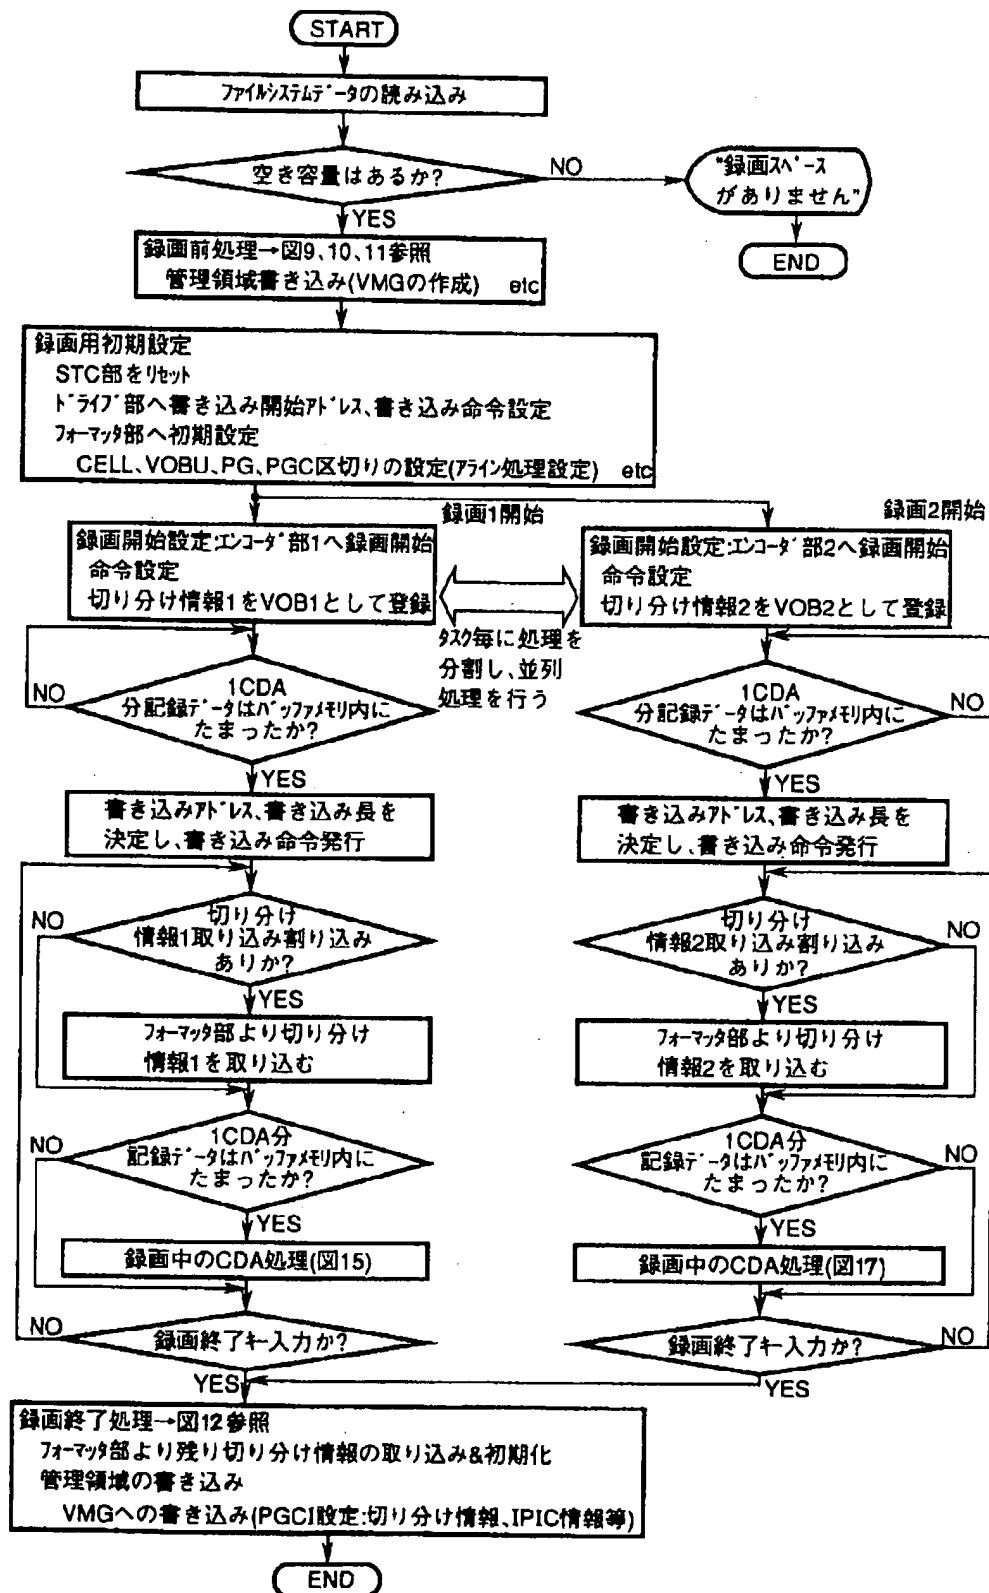 START
ファイルシステムデータの読み込み
空き容量はあるか?
NO
"録画スペース
がありません"
YES
END
録画前処理→図9、10、11参照
管理領域書き込み(VMGの作成) etc
録画用初期設定
STC部をリセット
ドライブ部へ書き込み開始アドレス、書き込み命令設定
フォーマッタ部へ初期設定
CELL、VOBU、PG、PGC区切りの設定(アライン処理設定) etc
録画1開始
録画2開始
録画開始設定:エンコーダ部1へ録画開始
命令設定
切り分け情報1をVOB1として登録
録画開始設定:エンコーダ部2へ録画開始
命令設定
切り分け情報2をVOB2として登録
タスク毎に処理を
分割し、並列
処理を行う
NO
1CDA
分記録データはバッファメモリ内に
たまったか?
YES
1CDA
分記録データはバッファメモリ内に
たまったか?
NO
YES
書き込みアドレス、書き込み長を
決定し、書き込み命令発行
書き込みアドレス、書き込み長を
決定し、書き込み命令発行
NO
切り分け
情報1取り込み割り込み
ありか?
YES
切り分け
情報2取り込み割り込み
ありか?
NO
YES
フォーマッタ部より切り分け
情報1を取り込む
フォーマッタ部より切り分け
情報2を取り込む
NO
1CDA分
記録データはバッファメモリ内に
たまったか?
YES
1CDA分
記録データはバッファメモリ内に
たまったか?
NO
YES
録画中のCDA処理(図15)
録画中のCDA処理(図17)
NO
録画終了キー入力か?
YES
録画終了キー入力か?
NO
YES
録画終了処理→図12参照
フォーマッタ部より残り切り分け情報の取り込み&初期化
管理領域の書き込み
VMGへの書き込み(PGCI設定:切り分け情報、IPIC情報等)
END